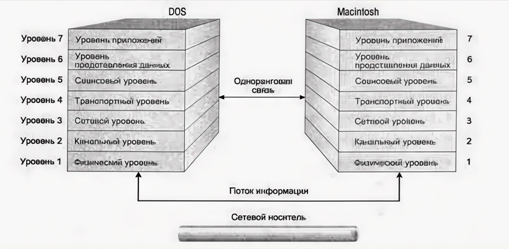 DOS
Macintosh
Уровень 7 Уровень приложений
Уровень 6 Уровень представления данных
Уровень 5 Сеансовый уровень
Уровень 4 Транспортный уровень
Уровень 3 Сетевой уровень
Уровень 2 Канальный уровень
Уровень 1 Физический уровень
Одноранговая
связь
Уровень приложений 7
Уровень представления данных 6
Сеансовый уровень 5
Транспортный уровень 4
Сетевой уровень 3
Канальный уровень 2
Физический уровень 1
Поток информации
Сетевой носитель